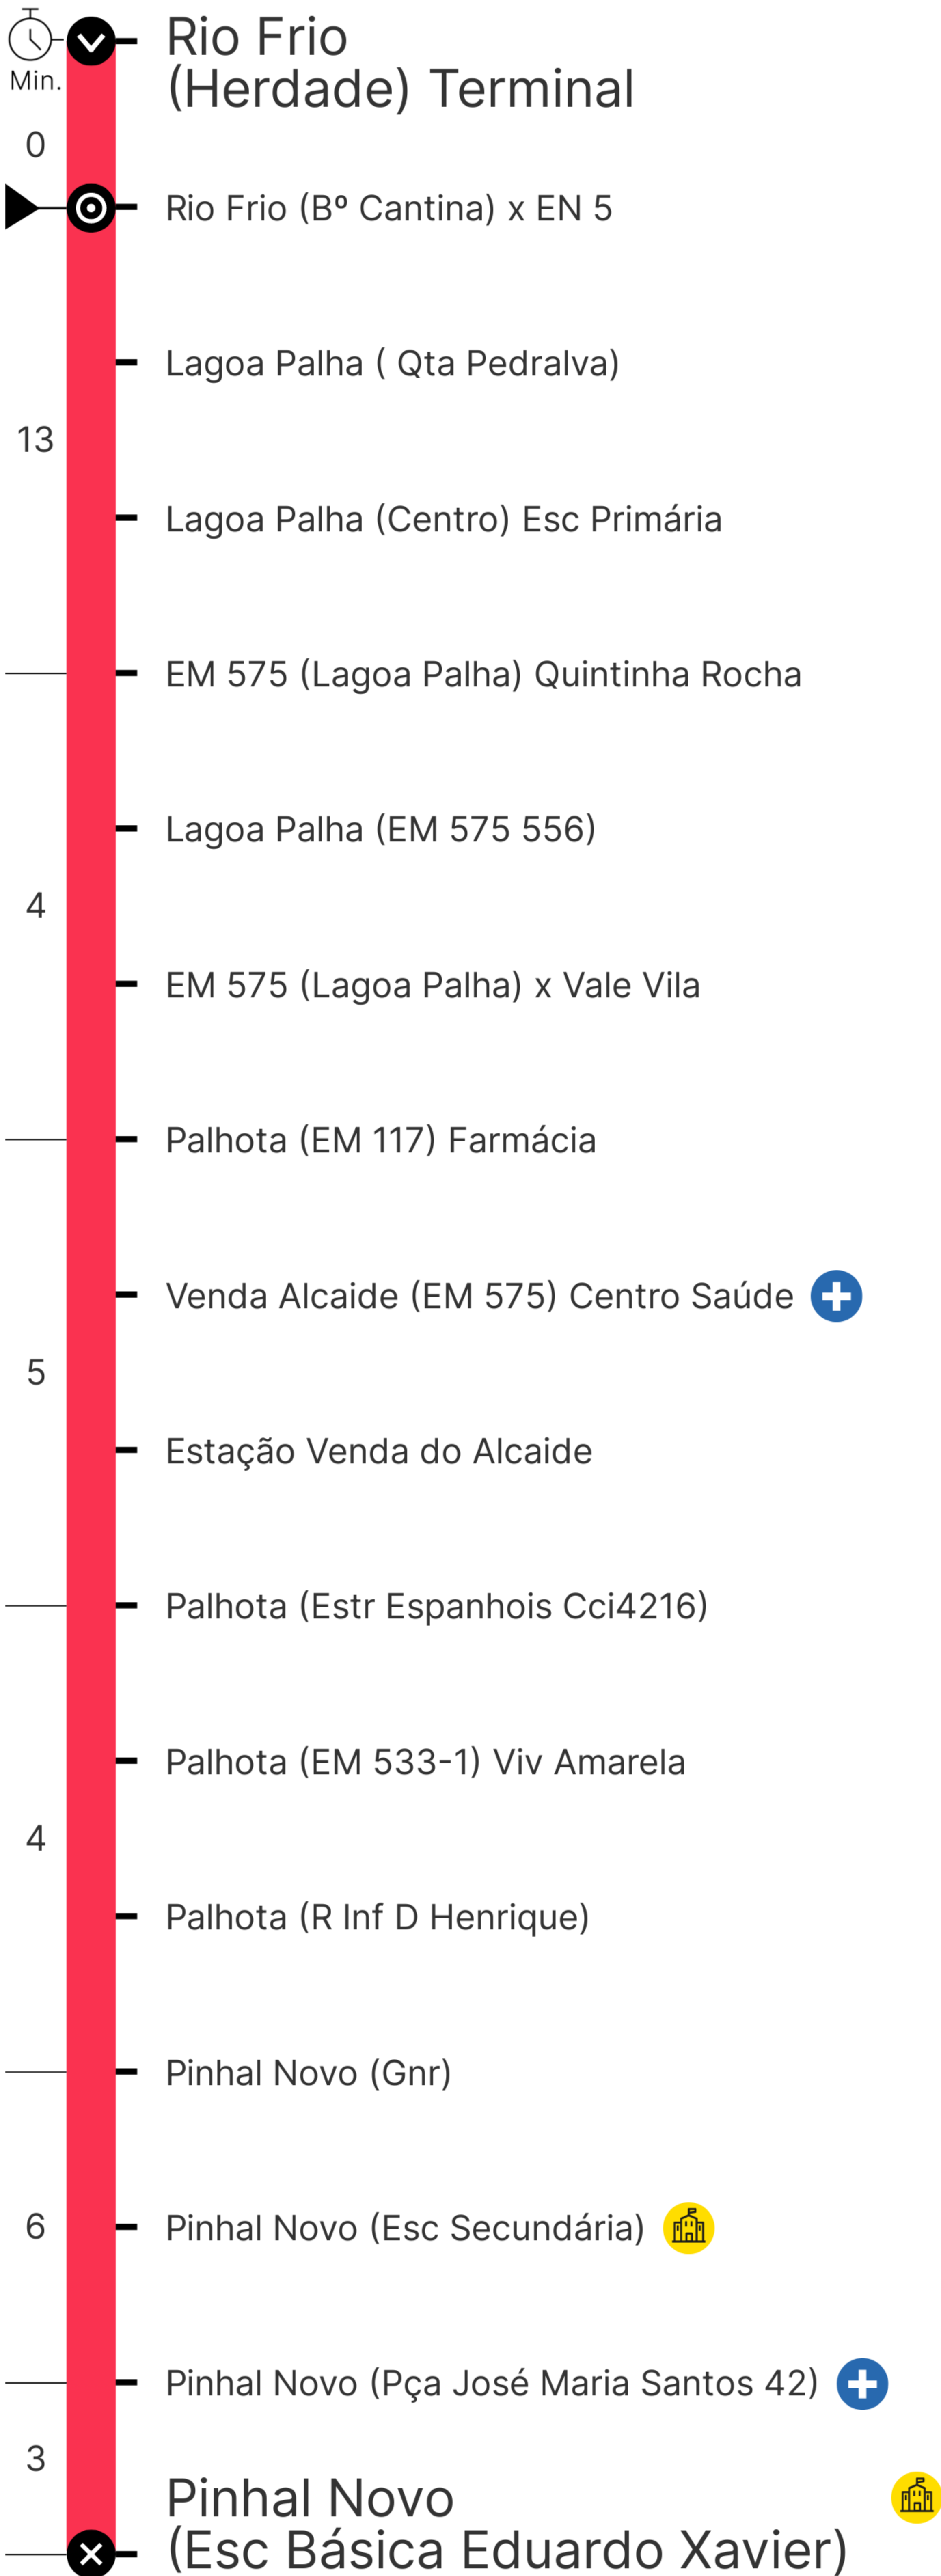 Min.
Rio Frio
(Herdade) Terminal
0
Rio Frio (Bº Cantina) x EN 5
Lagoa Palha ( Qta Pedralva)
13
Lagoa Palha (Centro) Esc Primária
EM 575 (Lagoa Palha) Quintinha Rocha
Lagoa Palha (EM 575 556)
4
EM 575 (Lagoa Palha) x Vale Vila
Palhota (EM 117) Farmácia
Venda Alcaide (EM 575) Centro Saúde
5
Estação Venda do Alcaide
Palhota (Estr Espanhois Cci4216)
Palhota (EM 533-1) Viv Amarela
4
Palhota (R Inf D Henrique)
Pinhal Novo (Gnr)
6
Pinhal Novo (Esc Secundária)
Pinhal Novo (Pça José Maria Santos 42)
3
Pinhal Novo
(Esc Básica Eduardo Xavier)